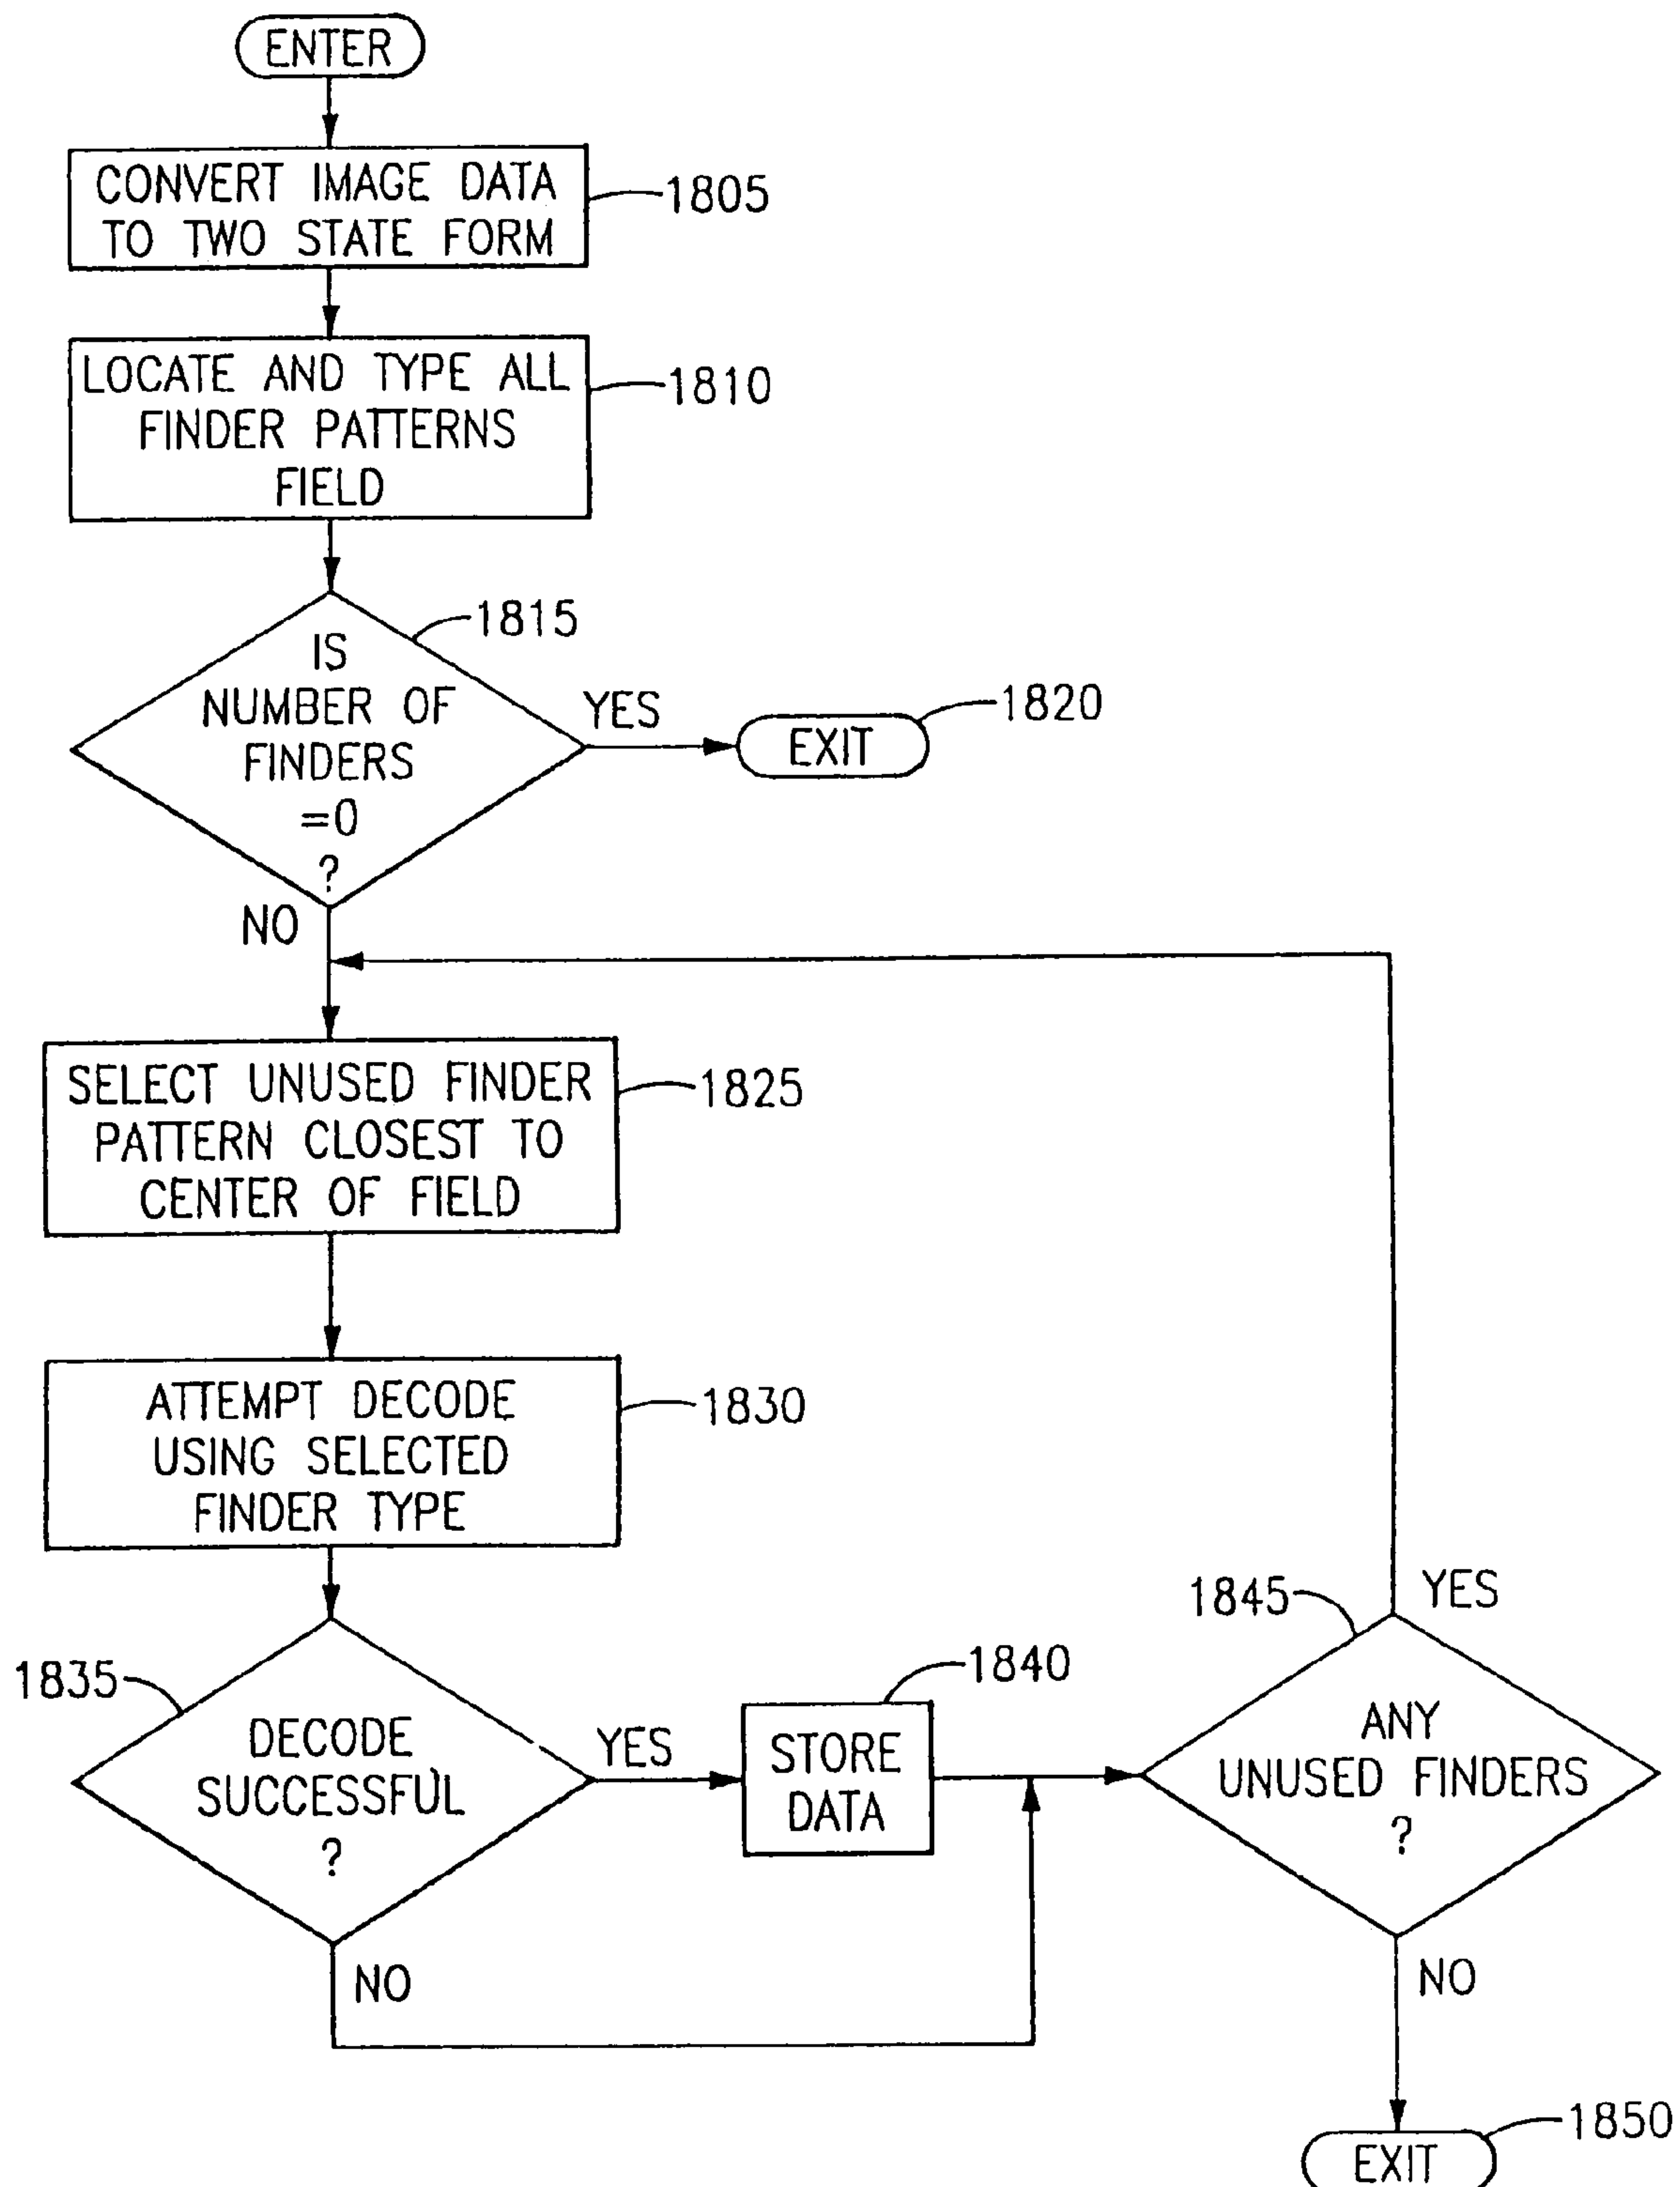 ENTER
CONVERT IMAGE DATA
TO TWO STATE FORM
1805
LOCATE AND TYPE ALL
FINDER PATTERNS
FIELD
1810
IS
NUMBER OF
FINDERS
=0
?
1815
YES
EXIT
1820
NO
SELECT UNUSED FINDER
PATTERN CLOSEST TO
CENTER OF FIELD
1825
ATTEMPT DECODE
USING SELECTED
FINDER TYPE
1830
1835
DECODE
SUCCESSFUL
?
YES
STORE
DATA
1840
1845
YES
ANY
UNUSED FINDERS
?
NO
NO
EXIT
1850